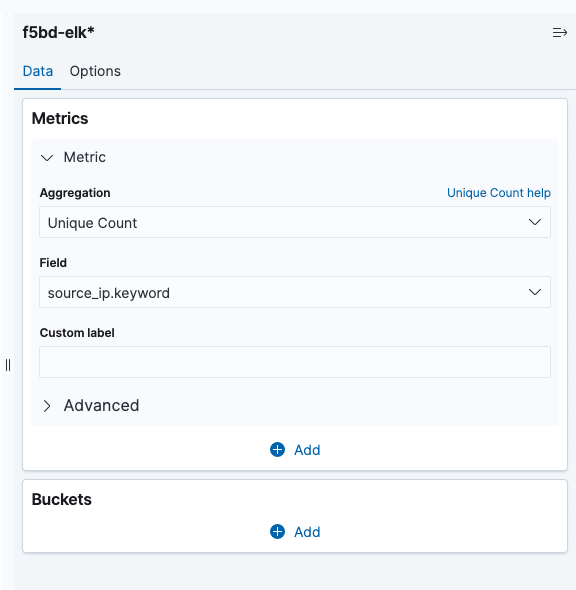 f5bd-elk*
Data Options
Metrics
Metric
Aggregation Unique Count help
Unique Count
Field
source_ip.keyword
Custom label
Advanced
Add
Buckets
Add